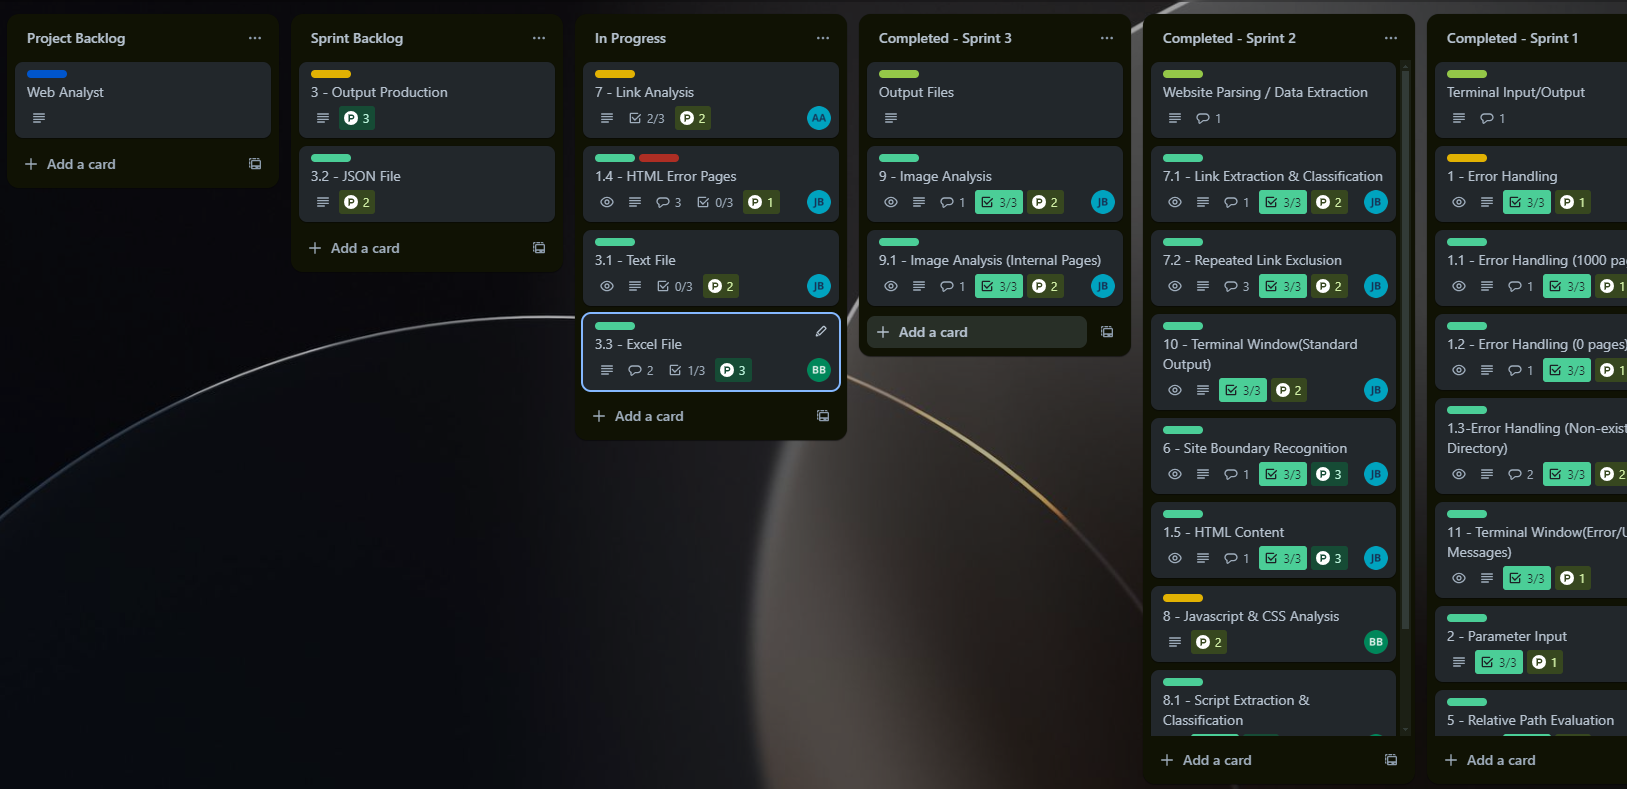 Project Backlog
Web Analyst
Add a card
Sprint Backlog
3 - Output Production
P 3
3.2 - JSON File
P 2
Add a card
In Progress
7 - Link Analysis
2/3 P 2 AA
1.4 - HTML Error Pages
3 0/3 P 1 JB
3.1 - Text File
0/3 P 2 JB
3.3 - Excel File
2 1/3 P 3 BB
Add a card
Completed - Sprint 3
Output Files
9 - Image Analysis
1 3/3 P 2 JB
9.1 - Image Analysis (Internal Pages)
1 3/3 P 2 JB
Add a card
Completed - Sprint 2
Website Parsing / Data Extraction
1
7.1 - Link Extraction & Classification
1 3/3 P 2 JB
7.2 - Repeated Link Exclusion
3 3/3 P 2 JB
10 - Terminal Window(Standard
Output)
3/3 P 2 JB
6 - Site Boundary Recognition
1 3/3 P 3 JB
1.5 - HTML Content
1 3/3 P 3 JB
8 - Javascript & CSS Analysis
P 2 BB
8.1 - Script Extraction &
Classification
Add a card
Completed - Sprint 1
Terminal Input/Output
1
1 - Error Handling
3/3 P 1
1.1 - Error Handling (1000 pa
1 3/3 P 1
1.2 - Error Handling (0 pages)
1 3/3 P 1
1.3-Error Handling (Non-exist
Directory)
2 3/3 P 2
11 - Terminal Window(Error/U
Messages)
3/3 P 1
2 - Parameter Input
3/3 P 1
5 - Relative Path Evaluation
Add a card